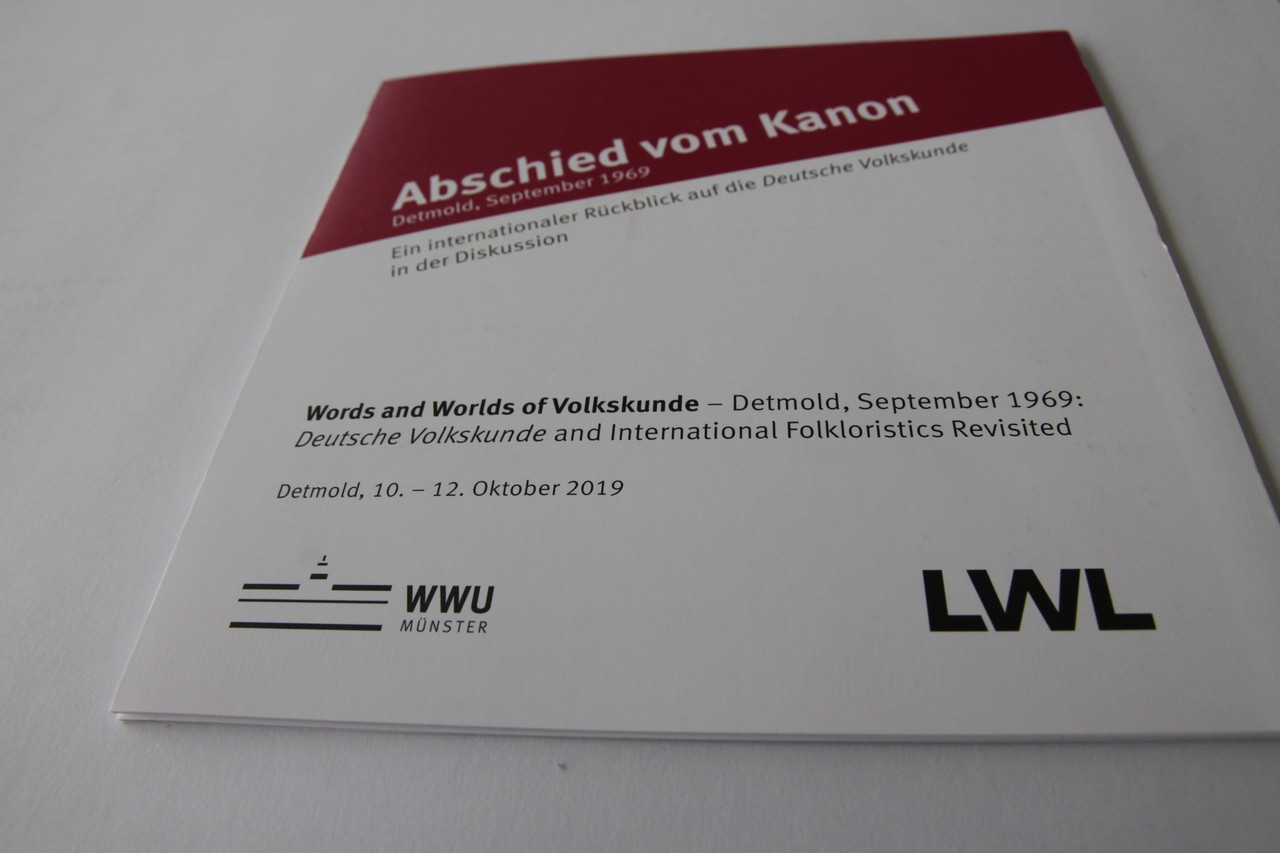 Abschied vom Kanon
Detmold, September 1969
Ein internationaler Rückblick auf die Deutsche Volkskunde
in der Diskussion
Words and Worlds of Volkskunde – Detmold, September 1969:
Deutsche Volkskunde and International Folkloristics Revisited
Detmold, 10. – 12. Oktober 2019
WWU
MÜNSTER
LWL